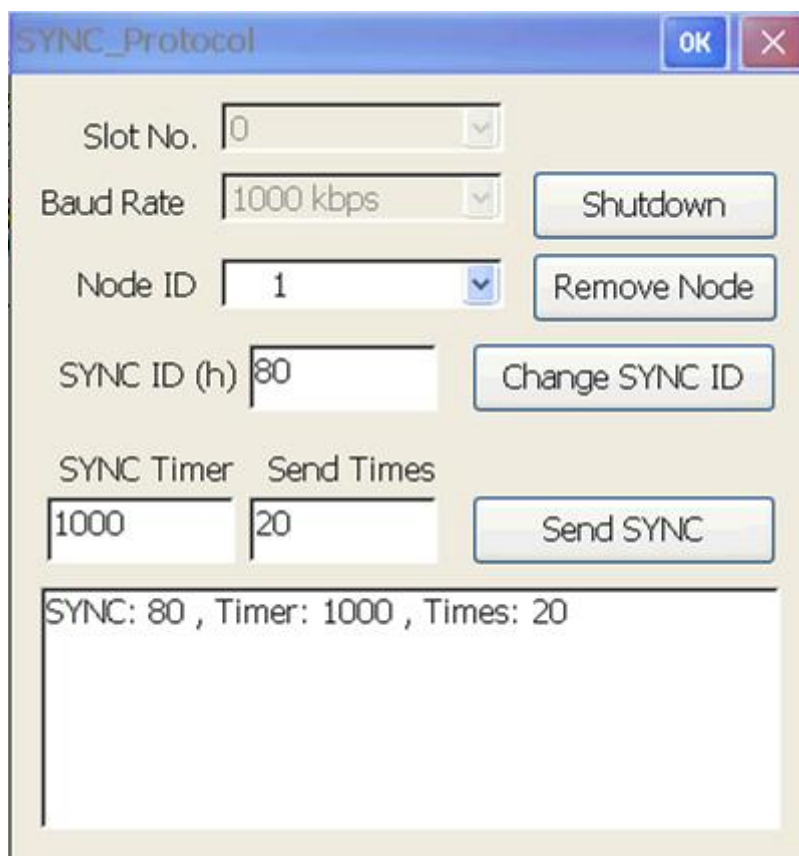 SYNC_Protocol OK
Slot No. 0
Baud Rate 1000 kbps Shutdown
Node ID 1 Remove Node
SYNC ID (h) 80 Change SYNC ID
SYNC Timer Send Times
1000 20 Send SYNC
SYNC: 80 , Timer: 1000 , Times: 20